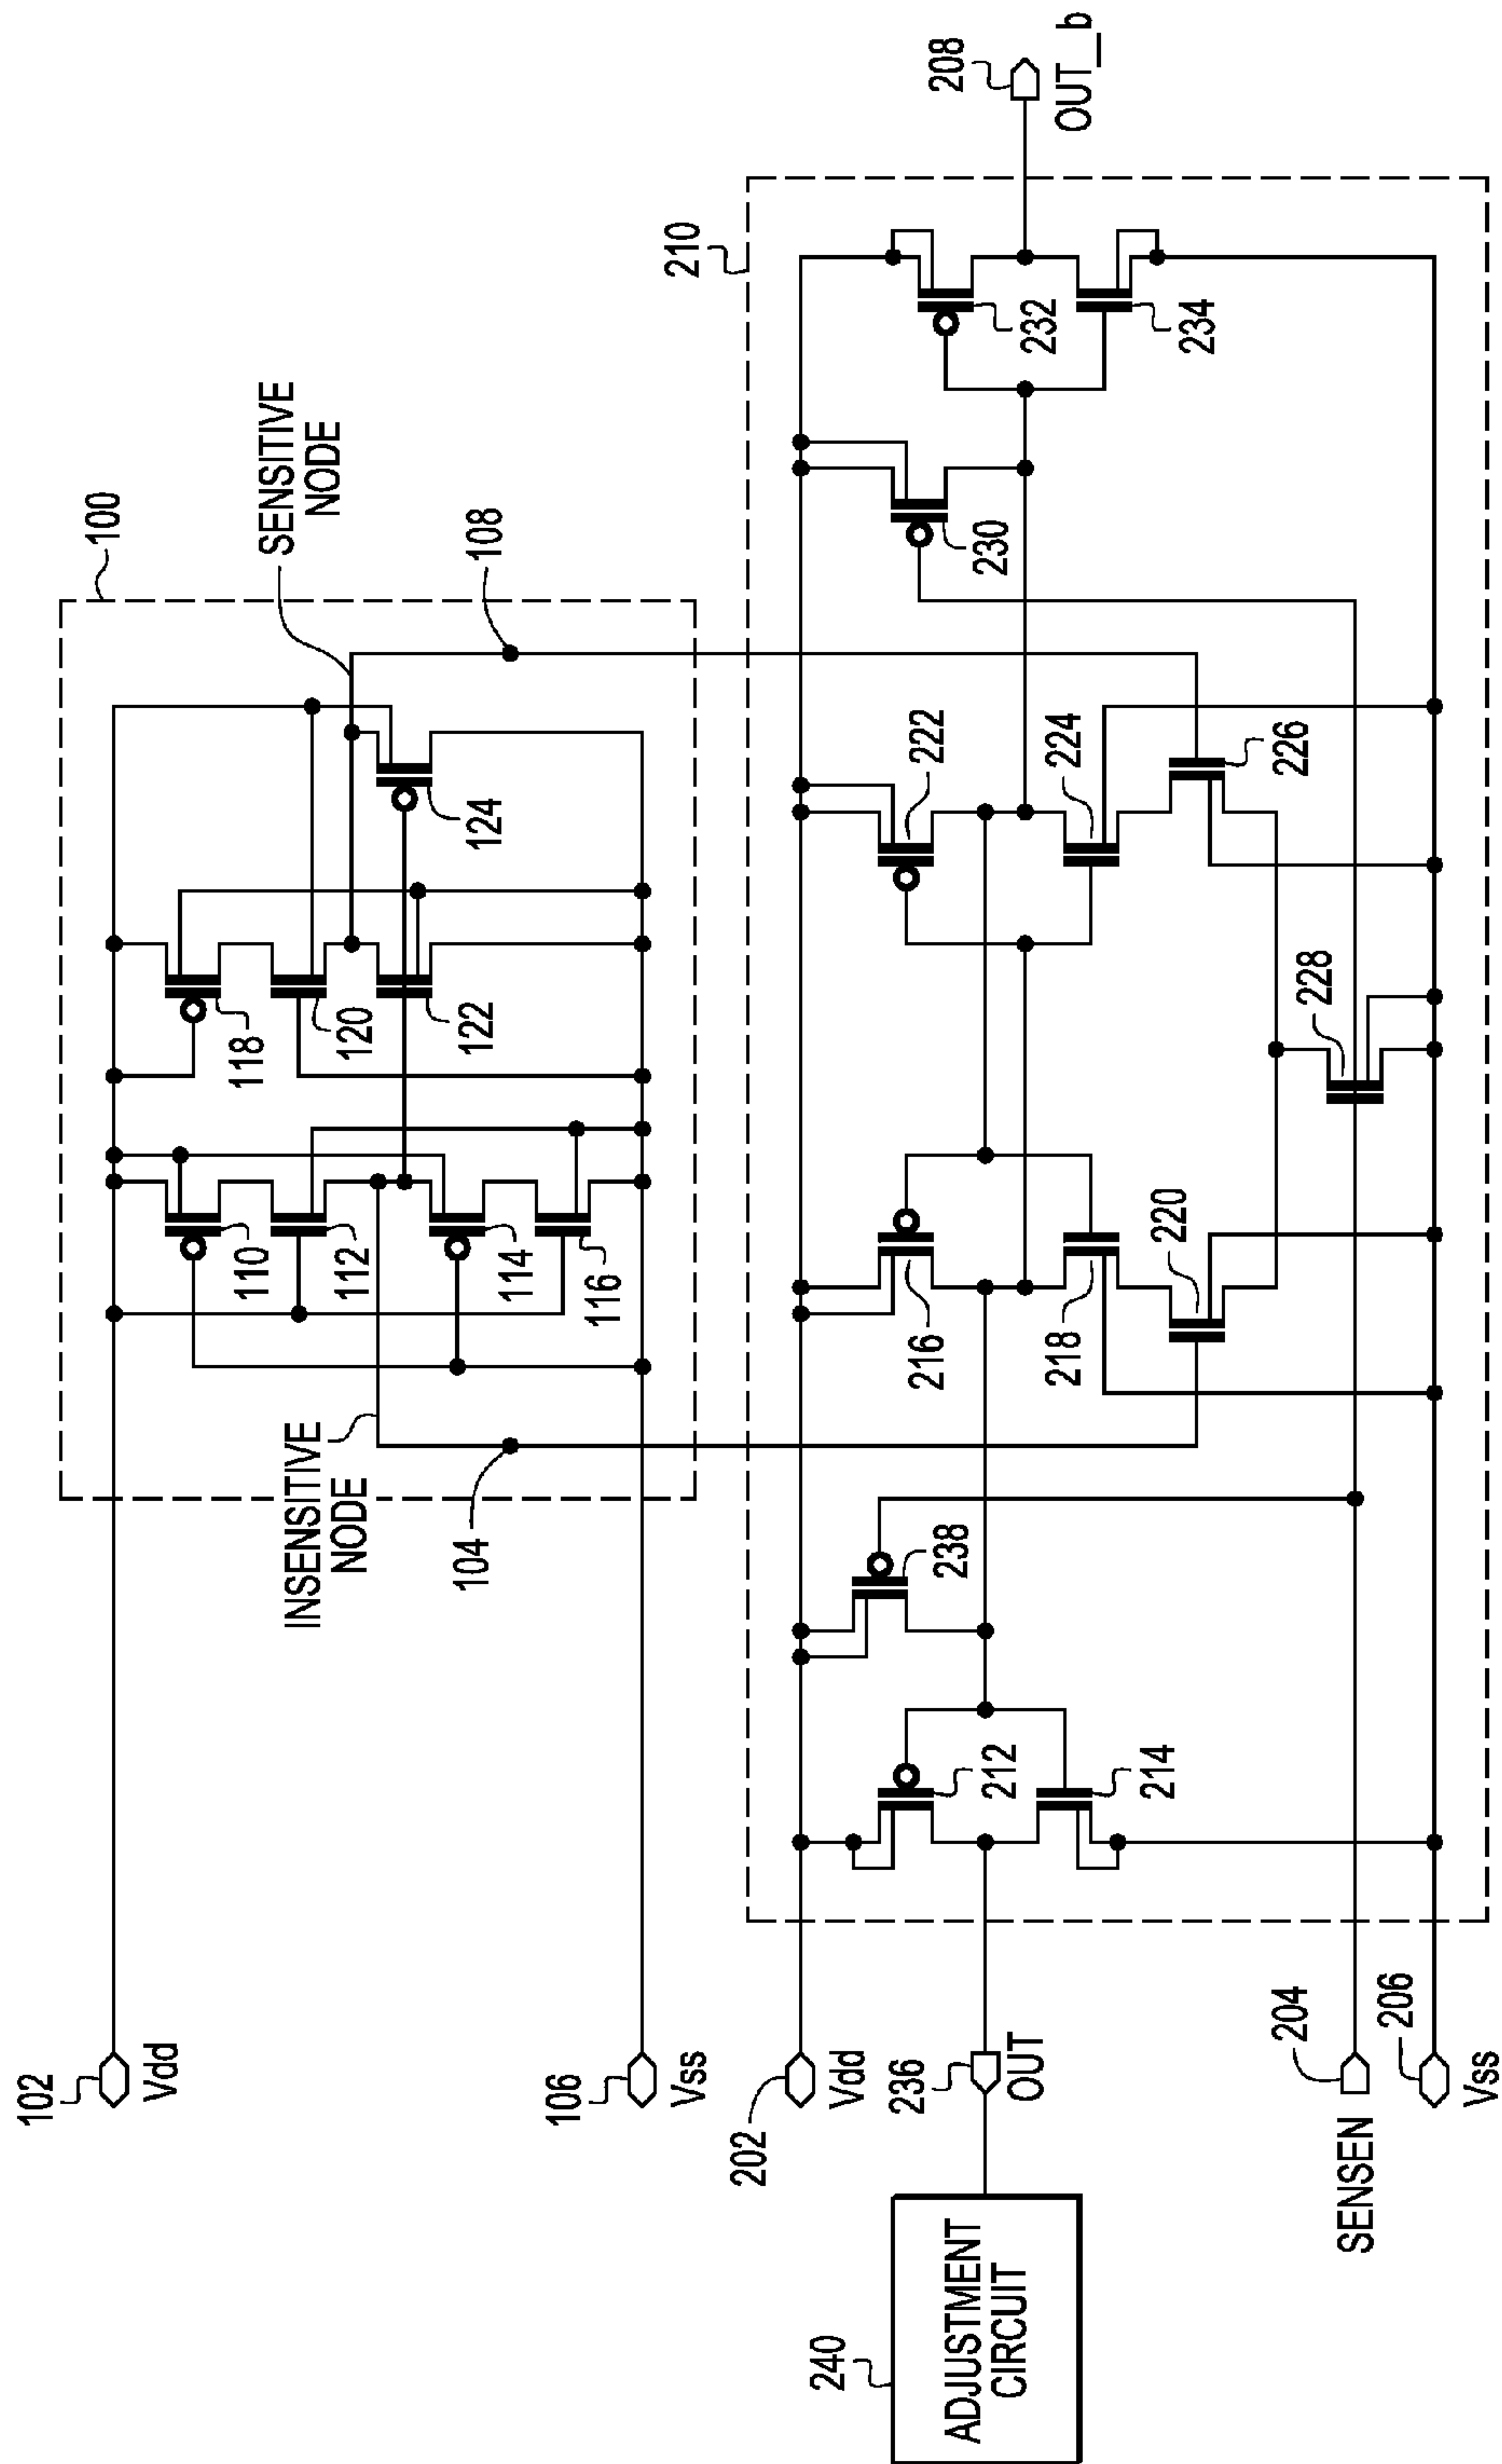 100
102
Vdd
106
Vss
SENSITIVE
NODE
108
INSENSITIVE
NODE
104
110
112
114
116
118
120
122
124
210
208
OUT_b
202
Vdd
236
OUT
240
ADJUSTMENT
CIRCUIT
SENSEN
204
206
Vss
212
214
238
216
218
220
222
224
226
228
230
232
234